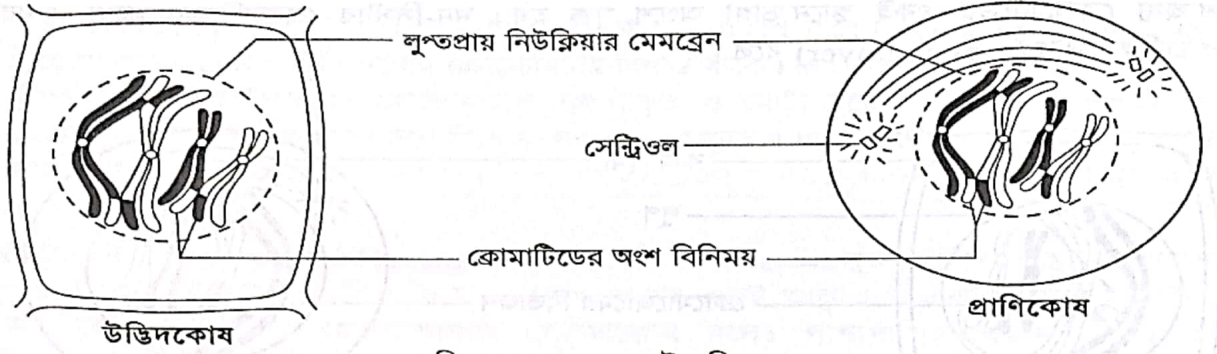 লুপ্তপ্রায় নিউক্লিয়ার মেমব্রেন
সেন্ট্রিওল
ক্রোমাটিডের অংশ বিনিময়
প্রাণিকোষ
উদ্ভিদকোষ